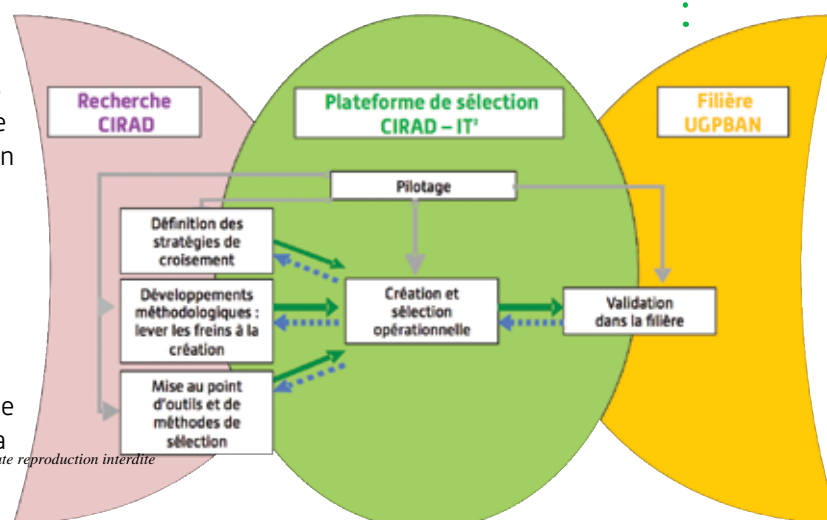 Recherche
CIRAD
Plateforme de sélection
CIRAD – IT²
Filière
UGPBAN
Pilotage
Définition des
stratégies de
croisement
Développements
méthodologiques :
lever les freins à la
création
Mise au point
d'outils et de
méthodes de
sélection
Création et
sélection
opérationnelle
Validation
dans la filière
e
n
e
a
reproduction interdite